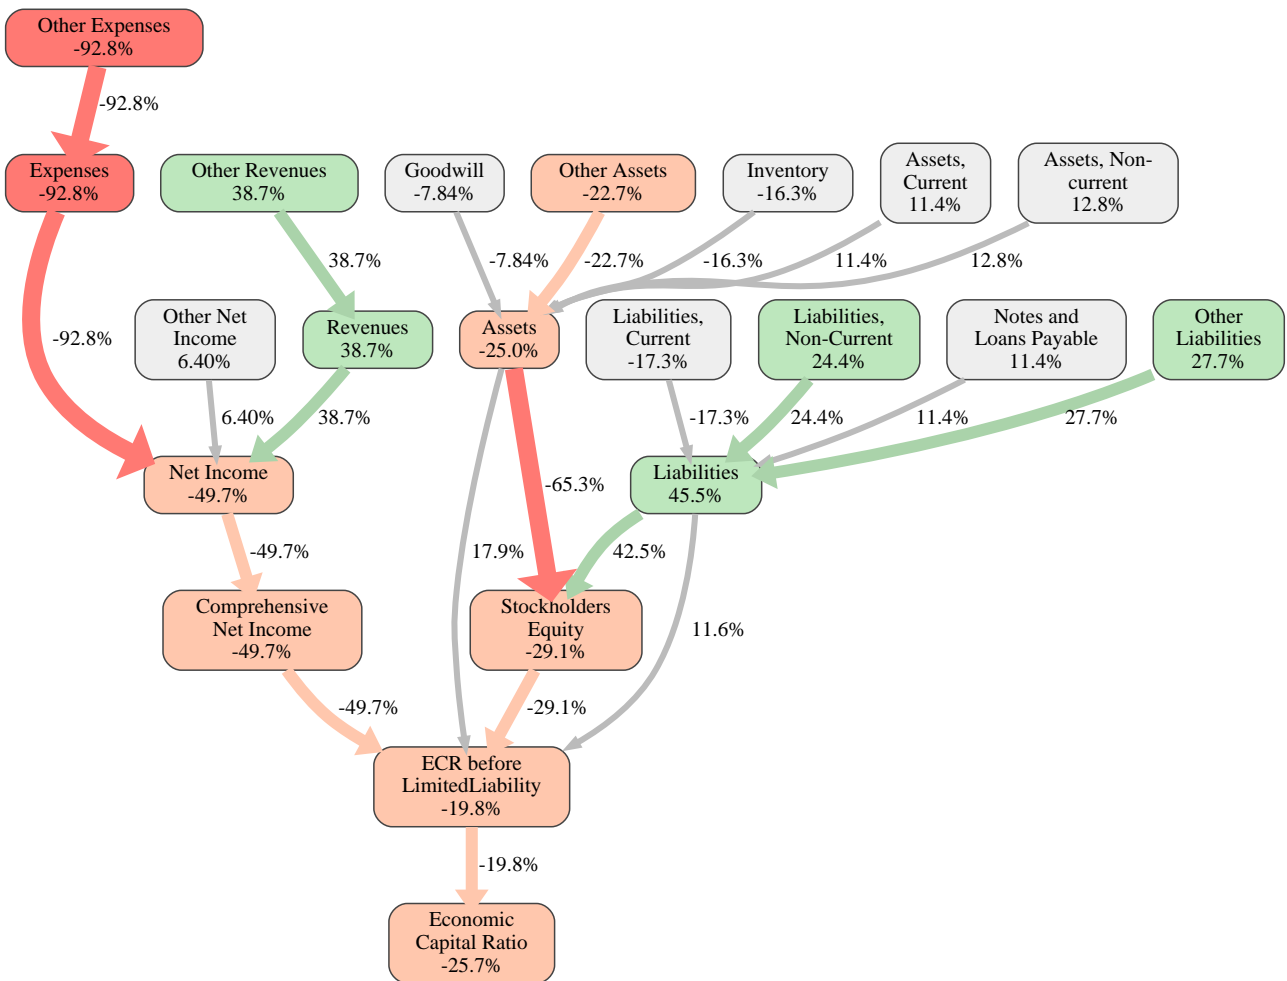 Other Expenses
-92.8%
-92.8%
Expenses
-92.8%
Other Revenues
38.7%
Goodwill
-7.84%
Other Assets
-22.7%
Inventory
-16.3%
Assets,
Current
11.4%
Assets, Non-
current
12.8%
38.7%
-7.84%
-22.7%
-16.3%
11.4%
12.8%
-92.8%
Other Net
Income
6.40%
Revenues
38.7%
Assets
-25.0%
Liabilities,
Current
-17.3%
Liabilities,
Non-Current
24.4%
Notes and
Loans Payable
11.4%
Other
Liabilities
27.7%
6.40%
38.7%
-17.3%
24.4%
11.4%
27.7%
Net Income
-49.7%
-65.3%
Liabilities
45.5%
-49.7%
17.9%
42.5%
Comprehensive
Net Income
-49.7%
Stockholders
Equity
-29.1%
11.6%
-49.7%
-29.1%
ECR before
LimitedLiability
-19.8%
-19.8%
Economic
Capital Ratio
-25.7%